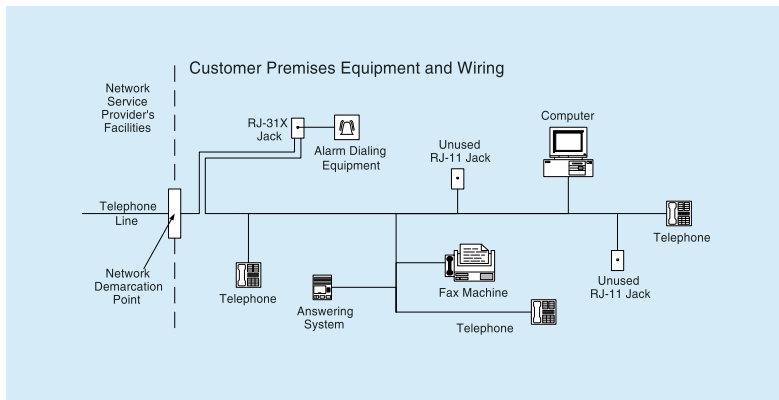 Customer Premises Equipment and Wiring
Network
Service
Provider's
Facilities
RJ-31X
Jack
Alarm Dialing
Equipment
Unused
RJ-11 Jack
Computer
Telephone
Line
Telephone
Network
Demarcation
Point
Telephone
Answering
System
Fax Machine
Telephone
Unused
RJ-11 Jack